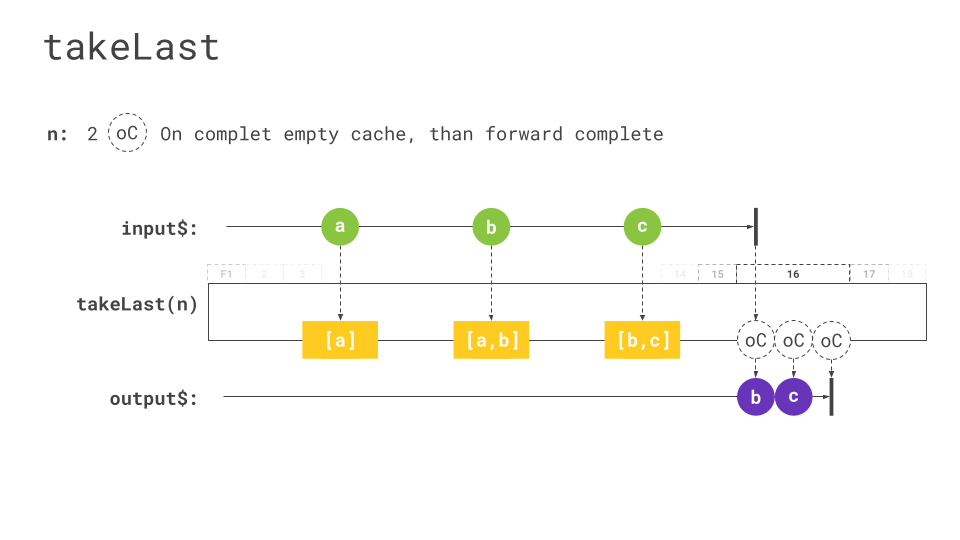 takeLast
n: 2 oC On complet empty cache, than forward complete
input$: a b c
F1 2 3 14 15 16 17 18
takeLast(n)
[a] [a,b] [b,c] oC oC oC
output$: b c